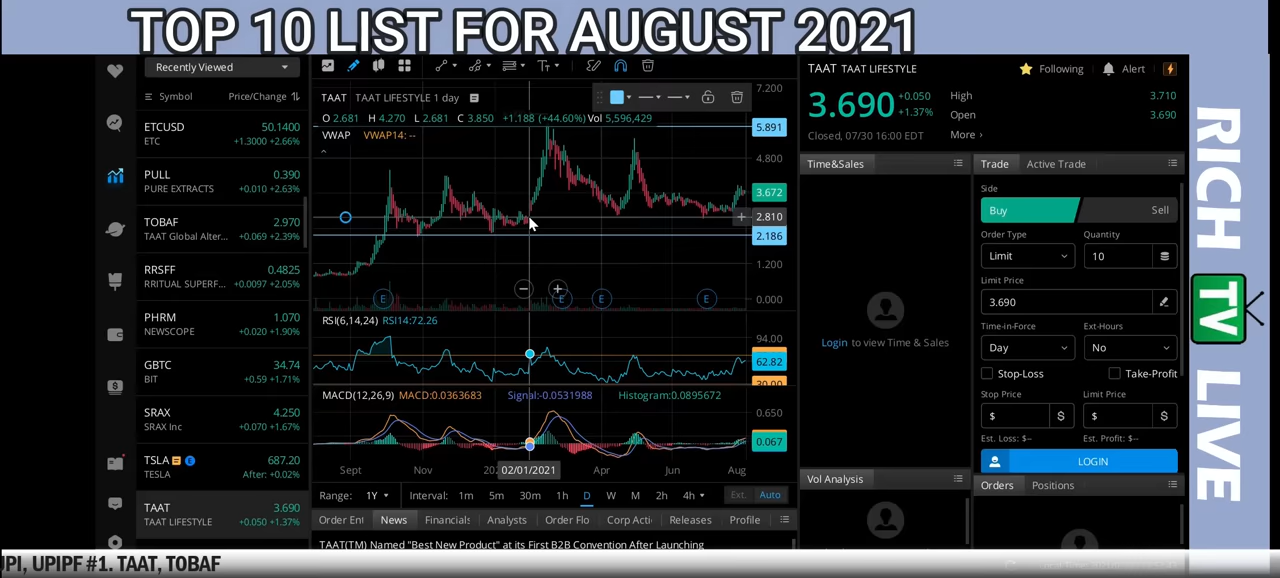 TOP 10 LIST FOR AUGUST 2021
Recently Viewed
Symbol Price/Change
ETCUSD 50.1400
ETC +1.3000 +2.66%
PULL 0.390
PURE EXTRACTS +0.010 +2.63%
TOBAF 2.970
TAAT Global Alter... +0.069 +2.39%
RRSFF 0.4825
RRITUAL SUPERF... +0.0097 +2.05%
PHRM 1.070
NEWSCOPE +0.020 +1.90%
GBTC 34.74
BIT +0.59 +1.71%
SRAX 4.250
SRAX Inc +0.070 +1.67%
TSLA E 687.20
TESLA After: +0.02%
TAAT 3.690
TAAT LIFESTYLE +0.050 +1.37%
TAAT TAAT LIFESTYLE 1 day
O 2.681 H 4.270 L 2.681 C 3.850 +1.188 (+44.60%) Vol 5,596,429
VWAP VWAP14: --
7.200
5.891
4.800
3.672
2.810
2.186
1.200
0.000
E E E E
RSI(6,14,24) RSI14:72.26
94.00
62.82
30.00
MACD(12,26,9) MACD:0.0363683 Signal:-0.0531988 Histogram:0.0895672
0.650
0.067
Sept Nov 202 02/01/2021 Apr Jun Aug
Range: 1Y Interval: 1m 5m 30m 1h D W M 2h 4h Ext. Auto
Order Ent News Financials Analysts Order Flo Corp Acti Releases Profile
TAAT(TM) Named "Best New Product" at its First B2B Convention After Launching
TAAT TAAT LIFESTYLE Following Alert
3.690 +0.050 +1.37%
High 3.710
Open 3.690
Closed, 07/30 16:00 EDT More ›
Time&Sales
Login to view Time & Sales
Vol Analysis
Trade Active Trade
Side
Buy Sell
Order Type Quantity
Limit 10
Limit Price
3.690
Time-in-Force Ext-Hours
Day No
Stop-Loss Take-Profit
Stop Price Limit Price
$ $ $ $
Est. Loss: $-- Est. Profit: $--
LOGIN
Orders Positions
RICH TV LIVE
UPI, UPIPF #1. TAAT, TOBAF